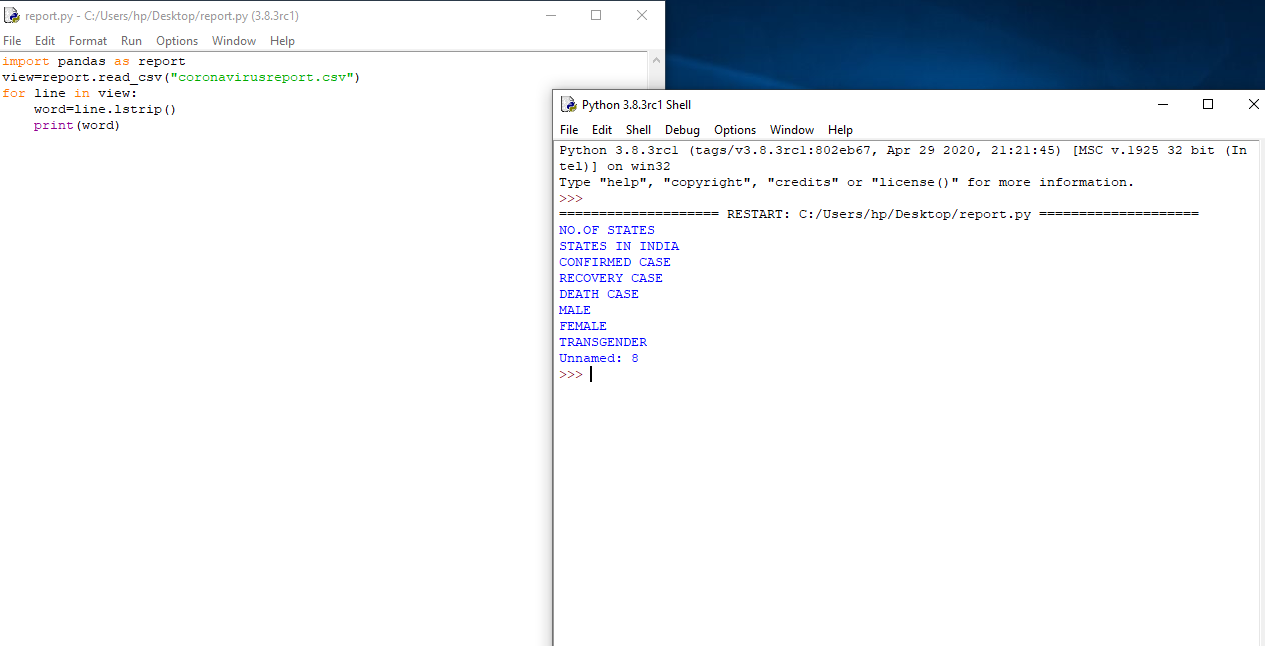 report.py - C:/Users/hp/Desktop/report.py (3.8.3rc1)
File Edit Format Run Options Window Help
import pandas as report
view=report.read_csv("coronavirusreport.csv")
for line in view:
    word=line.lstrip()
    print(word)
Python 3.8.3rc1 Shell
File Edit Shell Debug Options Window Help
Python 3.8.3rc1 (tags/v3.8.3rc1:802eb67, Apr 29 2020, 21:21:45) [MSC v.1925 32 bit (In
tel)] on win32
Type "help", "copyright", "credits" or "license()" for more information.
>>>
==================== RESTART: C:/Users/hp/Desktop/report.py ====================
NO.OF STATES
STATES IN INDIA
CONFIRMED CASE
RECOVERY CASE
DEATH CASE
MALE
FEMALE
TRANSGENDER
Unnamed: 8
>>>